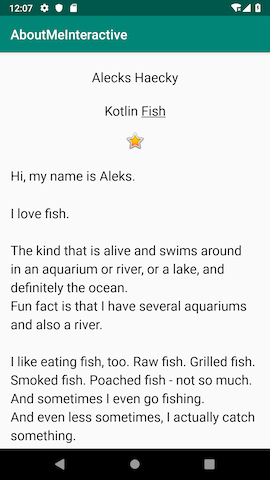 12:07
AboutMeInteractive
Alecks Haecky
Kotlin Fish
Hi, my name is Aleks.
I love fish.
The kind that is alive and swims around
in an aquarium or river, or a lake, and
definitely the ocean.
Fun fact is that I have several aquariums
and also a river.
I like eating fish, too. Raw fish. Grilled fish.
Smoked fish. Poached fish - not so much.
And sometimes I even go fishing.
And even less sometimes, I actually catch
something.